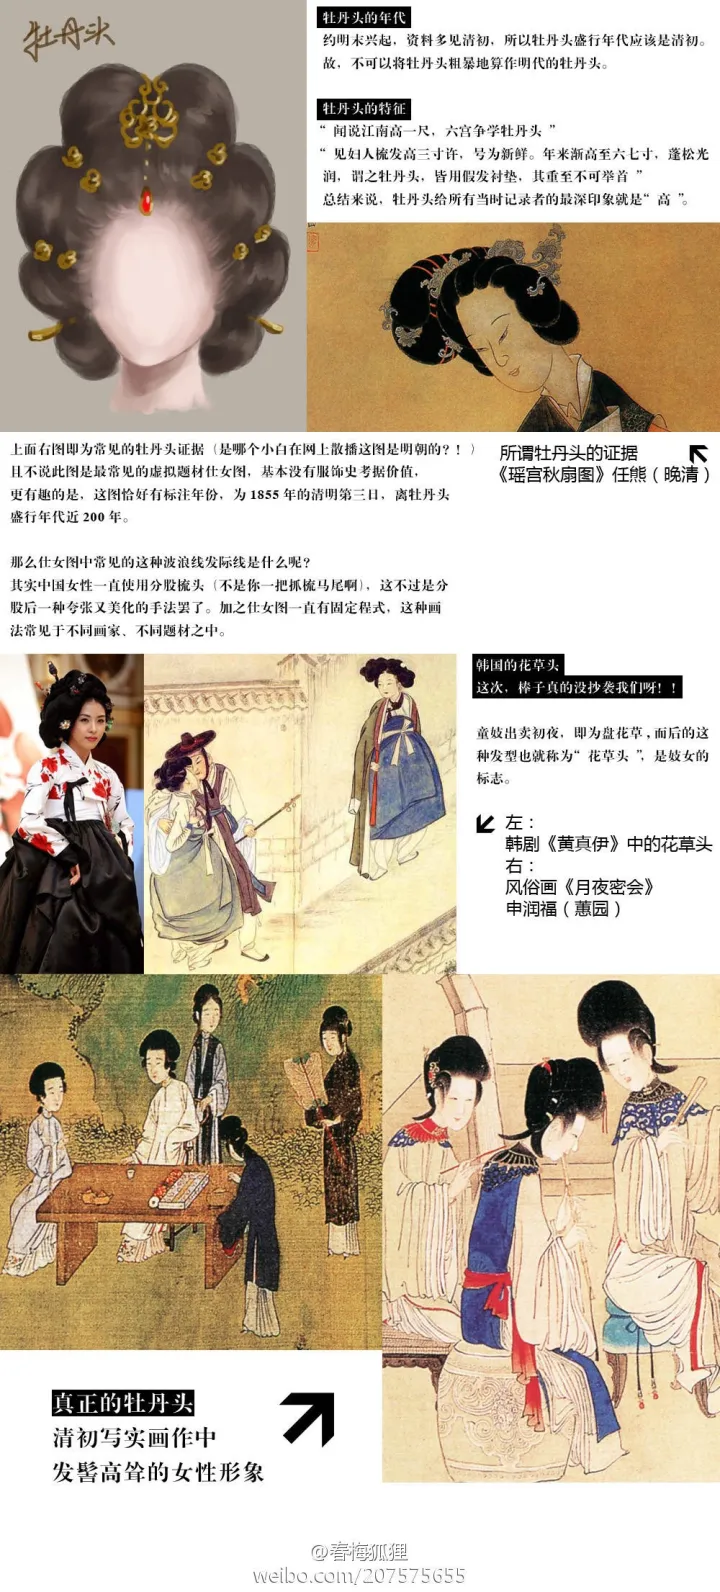 牡丹头
牡丹头的年代
约明末兴起，资料多见清初，所以牡丹头盛行年代应该是清初。
故，不可以将牡丹头粗暴地算作明代的牡丹头。
牡丹头的特征
“ 闻说江南高一尺，六宫争学牡丹头 ”
“ 见妇人梳发高三寸许，号为新鲜。年来渐高至六七寸，蓬松光
润，谓之牡丹头，皆用假发衬垫，其重至不可举首 ”
总结来说，牡丹头给所有当时记录者的最深印象就是“ 高 ”。
上面右图即为常见的牡丹头证据（是哪个小白在网上散播这图是明朝的？！）
且不说此图是最常见的虚拟题材仕女图，基本没有服饰史考据价值，
更有趣的是，这图恰好有标注年份，为 1855 年的清明第三日，离牡丹头
盛行年代近 200 年。
所谓牡丹头的证据
《瑶宫秋扇图》任熊（晚清）
那么仕女图中常见的这种波浪线发际线是什么呢？
其实中国女性一直使用分股梳头（不是你一把抓梳马尾啊），这不过是分
股后一种夸张又美化的手法罢了。加之仕女图一直有固定程式，这种画
法常见于不同画家、不同题材之中。
韩国的花草头
这次，棒子真的没抄袭我们呀！！
童妓出卖初夜，即为盘花草，而后的这
种发型也就称为“ 花草头 ”，是妓女的
标志。
左：
韩剧《黄真伊》中的花草头
右：
风俗画《月夜密会》
申润福（蕙园）
真正的牡丹头
清初写实画作中
发髻高耸的女性形象
@春梅狐狸
weibo.com/207575655